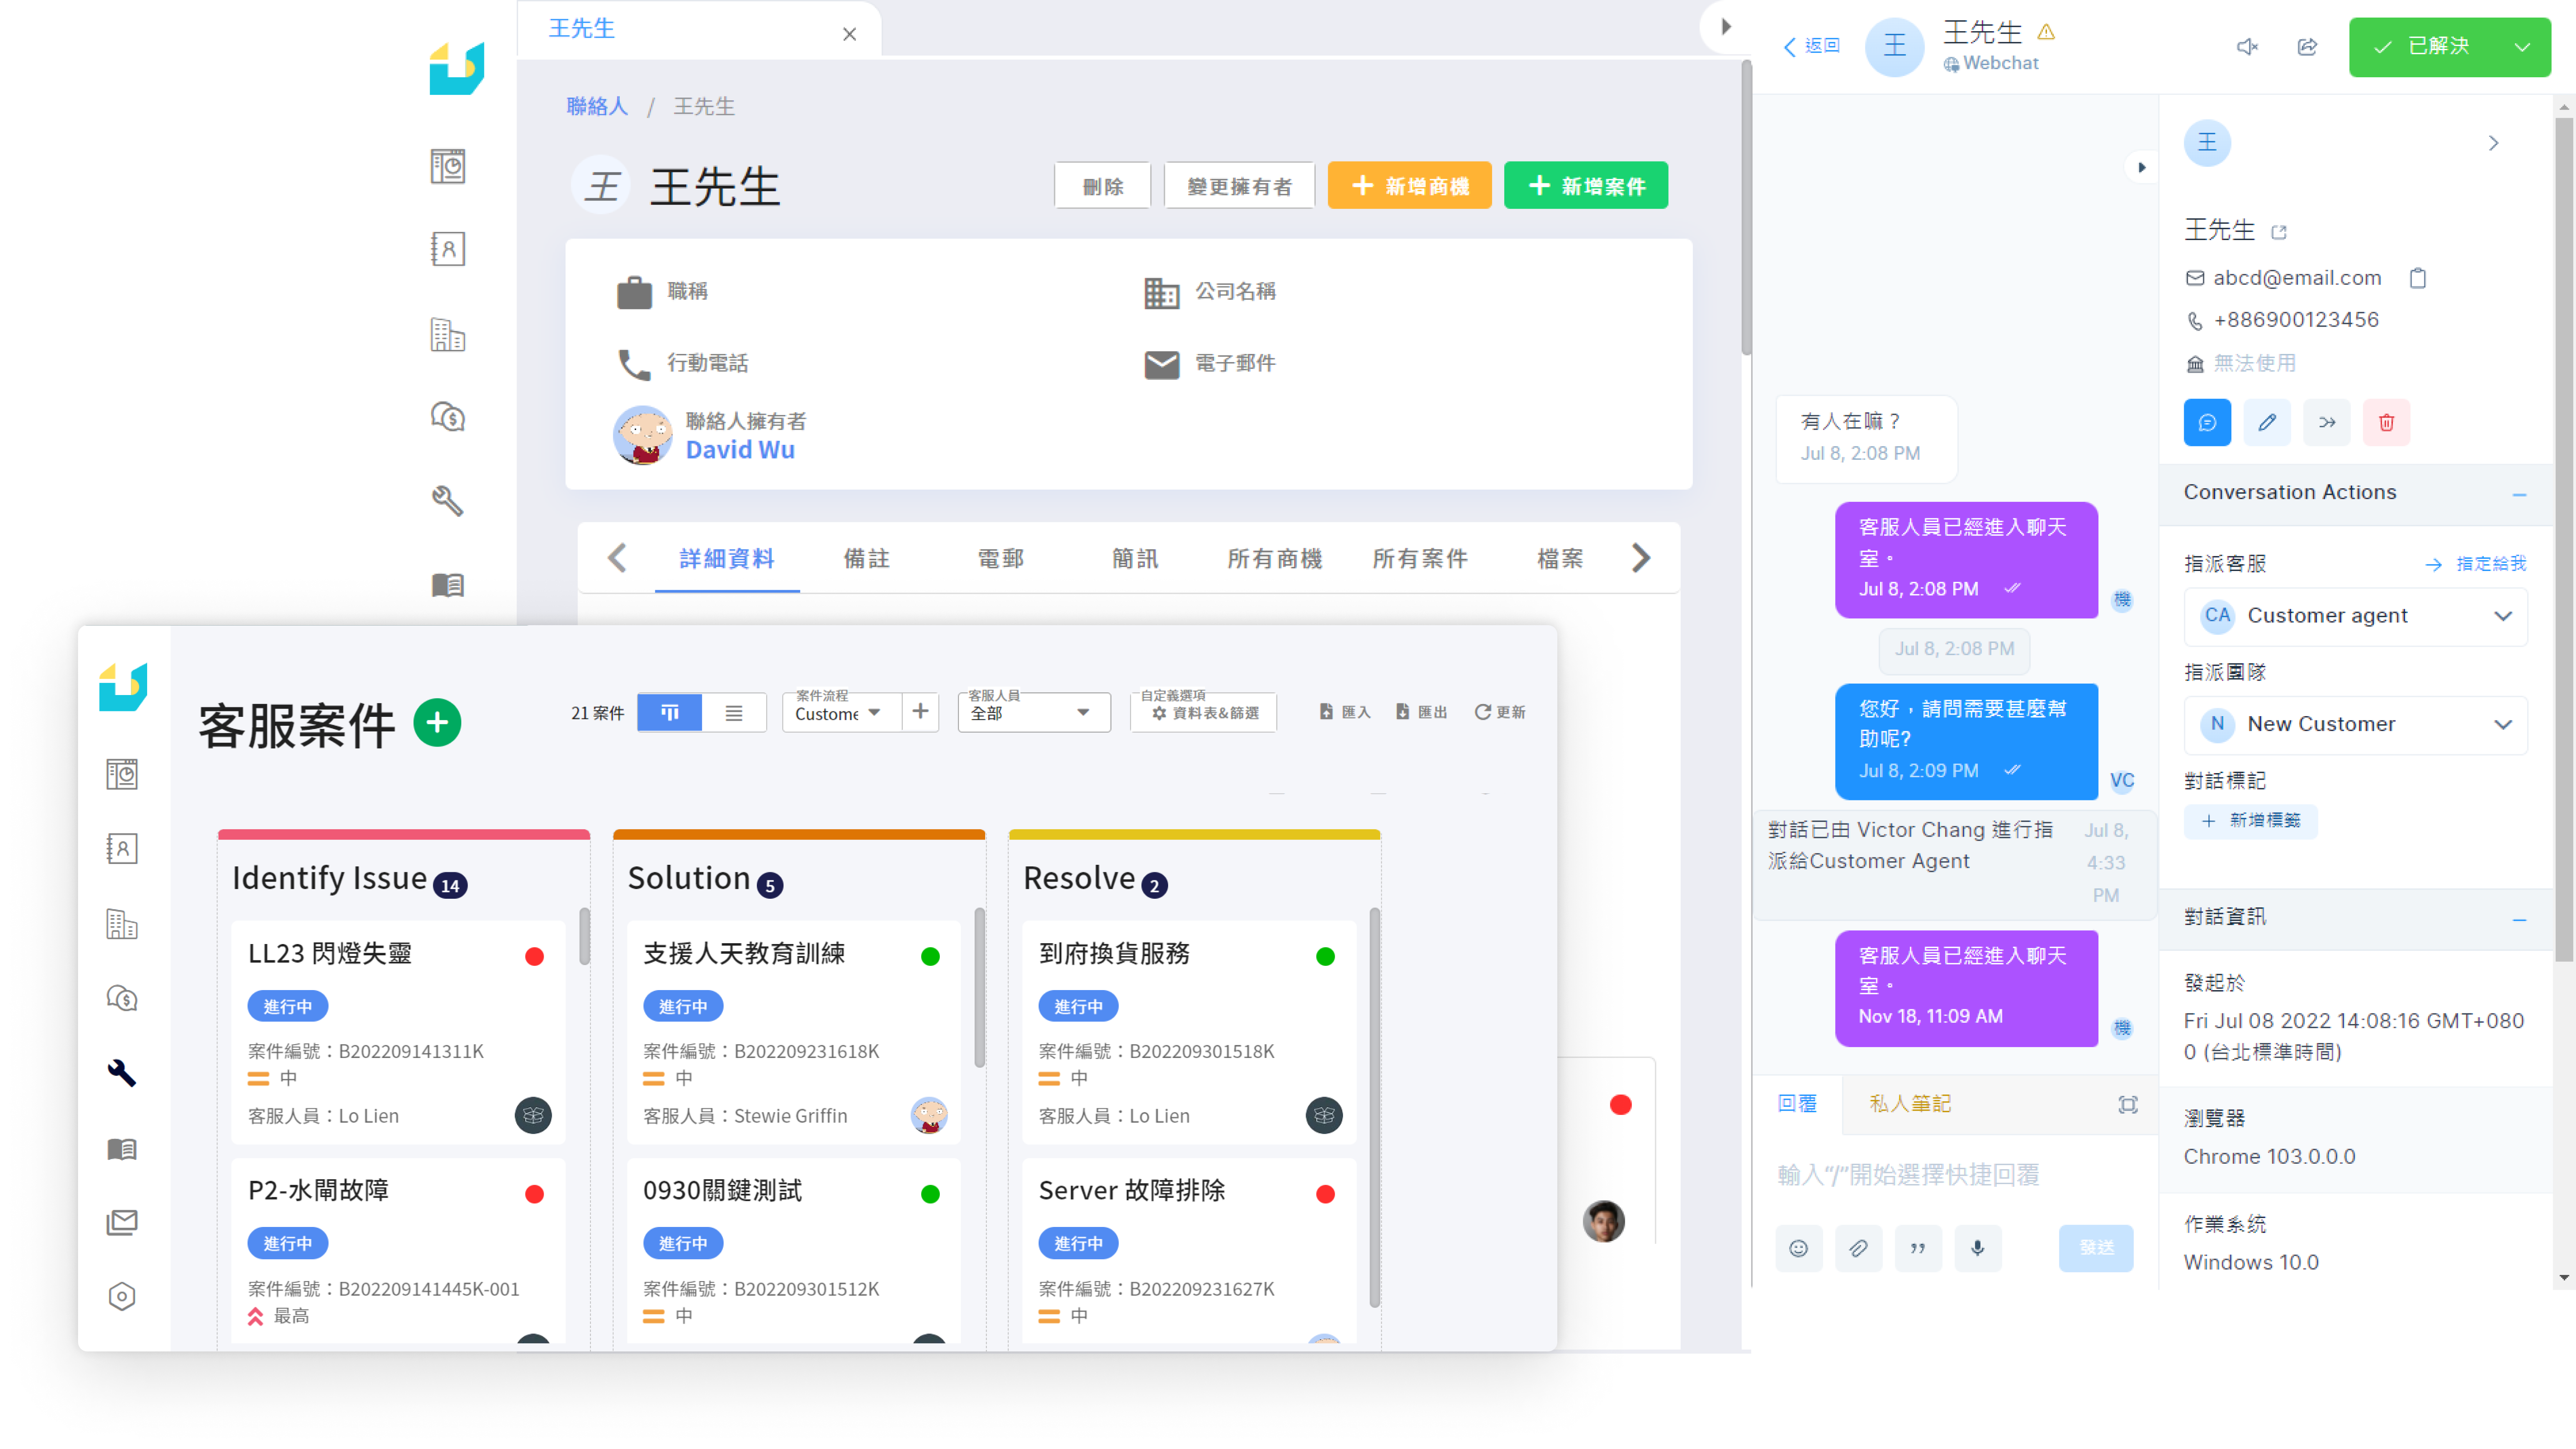 王先生
聯絡人 / 王先生
王 王先生
刪除
變更擁有者
新增商機
新增案件
職稱
公司名稱
行動電話
電子郵件
聯絡人擁有者
David Wu
詳細資料
備註
電郵
簡訊
所有商機
所有案件
檔案
客服案件
21 案件
案件流程
Custome
客服人員
全部
自定義選項
資料表&篩選
匯入
匯出
更新
Identify Issue 14
LL23 閃燈失靈
進行中
案件編號：B202209141311K
中
客服人員：Lo Lien
P2-水閘故障
進行中
案件編號：B202209141445K-001
最高
Solution 5
支援人天教育訓練
進行中
案件編號：B202209231618K
中
客服人員：Stewie Griffin
0930關鍵測試
進行中
案件編號：B202209301512K
中
Resolve 2
到府換貨服務
進行中
案件編號：B202209301518K
中
客服人員：Lo Lien
Server 故障排除
進行中
案件編號：B202209231627K
中
返回
王
王先生
Webchat
已解決
有人在嘛？
Jul 8, 2:08 PM
客服人員已經進入聊天
室。
Jul 8, 2:08 PM
機
Jul 8, 2:08 PM
您好，請問需要甚麼幫
助呢?
Jul 8, 2:09 PM
VC
對話已由 Victor Chang 進行指
派給Customer Agent
Jul 8,
4:33
PM
客服人員已經進入聊天
室。
Nov 18, 11:09 AM
機
回覆
私人筆記
輸入“/”開始選擇快捷回覆
發送
王
王先生
abcd@email.com
+886900123456
無法使用
Conversation Actions
指派客服
指定給我
CA Customer agent
指派團隊
N New Customer
對話標記
新增標籤
對話資訊
發起於
Fri Jul 08 2022 14:08:16 GMT+080
0 (台北標準時間)
瀏覽器
Chrome 103.0.0.0
作業系統
Windows 10.0